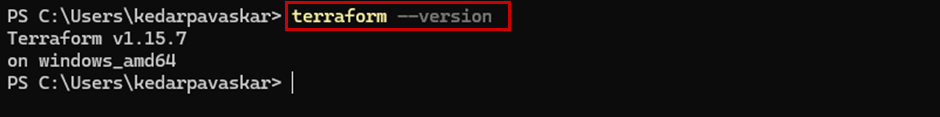 PS C:\Users\kedarpavaskar> terraform --version
Terraform v1.15.7
on windows_amd64
PS C:\Users\kedarpavaskar>